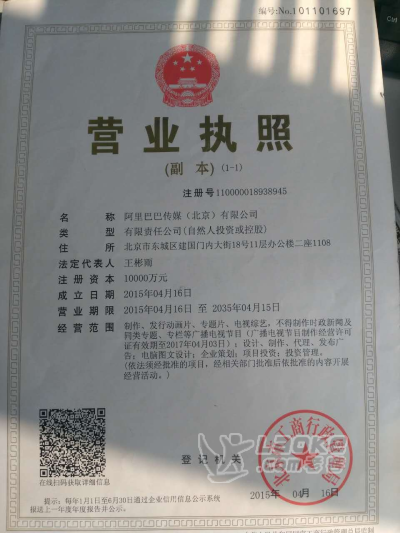 编号:No.101101697
营业执照
(副 本) (1-1)
注册号110000018938945
名 称 阿里巴巴传媒（北京）有限公司
类 型 有限责任公司(自然人投资或控股)
住 所 北京市东城区建国门内大街18号11层办公楼二座1108
法定代表人 王彬雨
注册资本 10000万元
成立日期 2015年04月16日
营业期限 2015年04月16日 至 2035年04月15日
经营范围 制作、发行动画片、专题片、电视综艺，不得制作时政新闻及
同类专题、专栏等广播电视节目（广播电视节目制作经营许可
证有效期至2017年04月03日）；设计、制作、代理、发布广
告；电脑图文设计；企业策划；项目投资；投资管理。
(依法须经批准的项目，经相关部门批准后依批准的内容开展
经营活动。)
在线扫码获取详细信息
登记机关
2015年 04月 16日
提示：每年1月1日至6月30日通过企业信用信息公示系统
报送上一年度年度报告并公示。